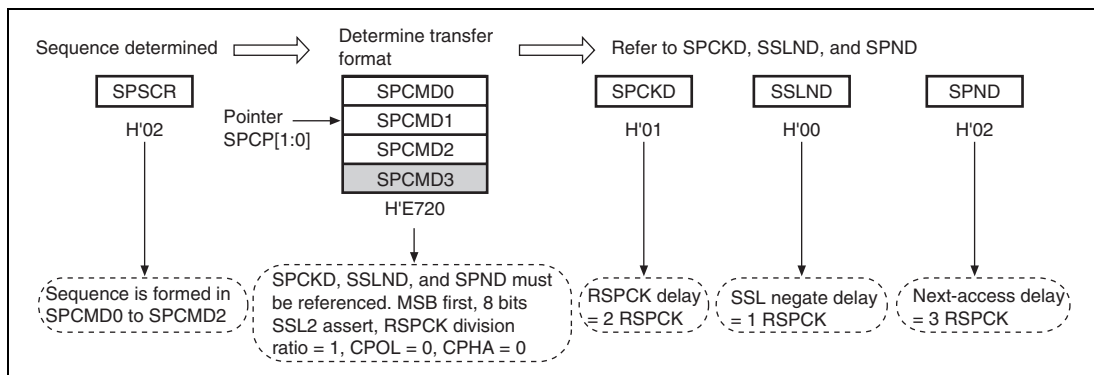 Sequence determined
Determine transfer
format
Refer to SPCKD, SSLND, and SPND
SPSCR
H'02
Pointer
SPCP[1:0]
SPCMD0
SPCMD1
SPCMD2
SPCMD3
H'E720
SPCKD
H'01
SSLND
H'00
SPND
H'02
Sequence is formed in
SPCMD0 to SPCMD2
SPCKD, SSLND, and SPND must
be referenced. MSB first, 8 bits
SSL2 assert, RSPCK division
ratio = 1, CPOL = 0, CPHA = 0
RSPCK delay
= 2 RSPCK
SSL negate delay
= 1 RSPCK
Next-access delay
= 3 RSPCK